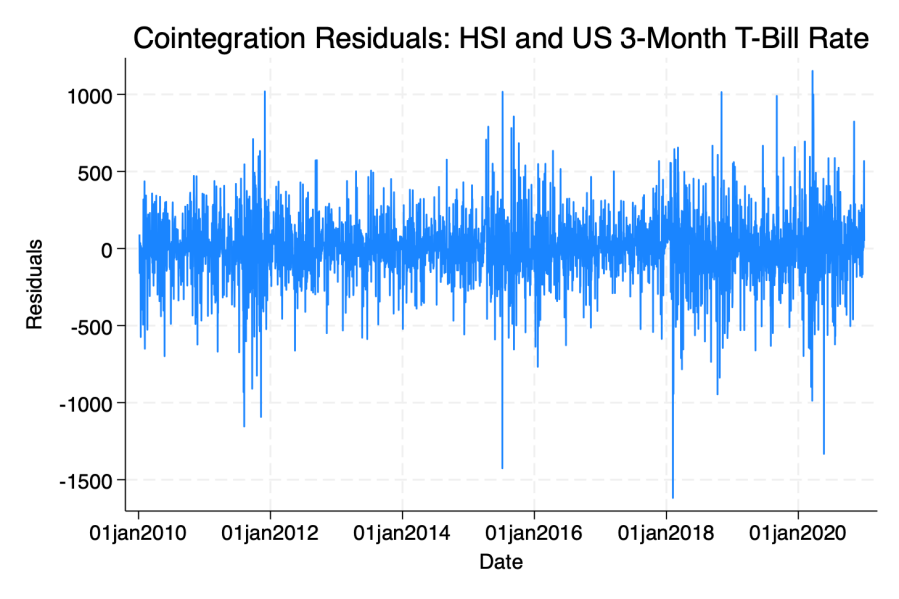 Cointegration Residuals: HSI and US 3-Month T-Bill Rate
1000
500
0
-500
-1000
-1500
Residuals
01jan2010 01jan2012 01jan2014 01jan2016 01jan2018 01jan2020
Date